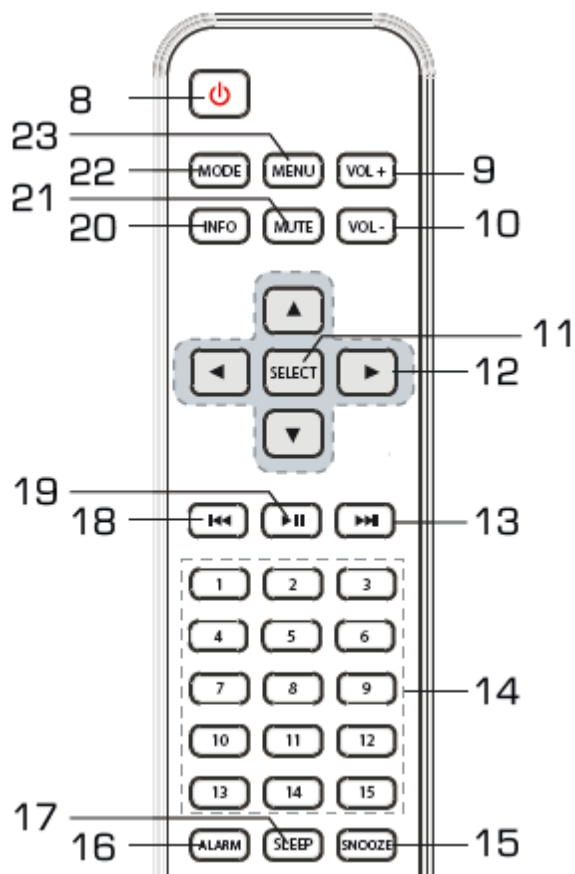 8
23
22 MODE MENU VOL + 9
21
20 INFO MUTE VOL - 10
11
SELECT 12
19
18 13
1 2 3
4 5 6
7 8 9 14
10 11 12
13 14 15
17
16 ALARM SLEEP SNOOZE 15